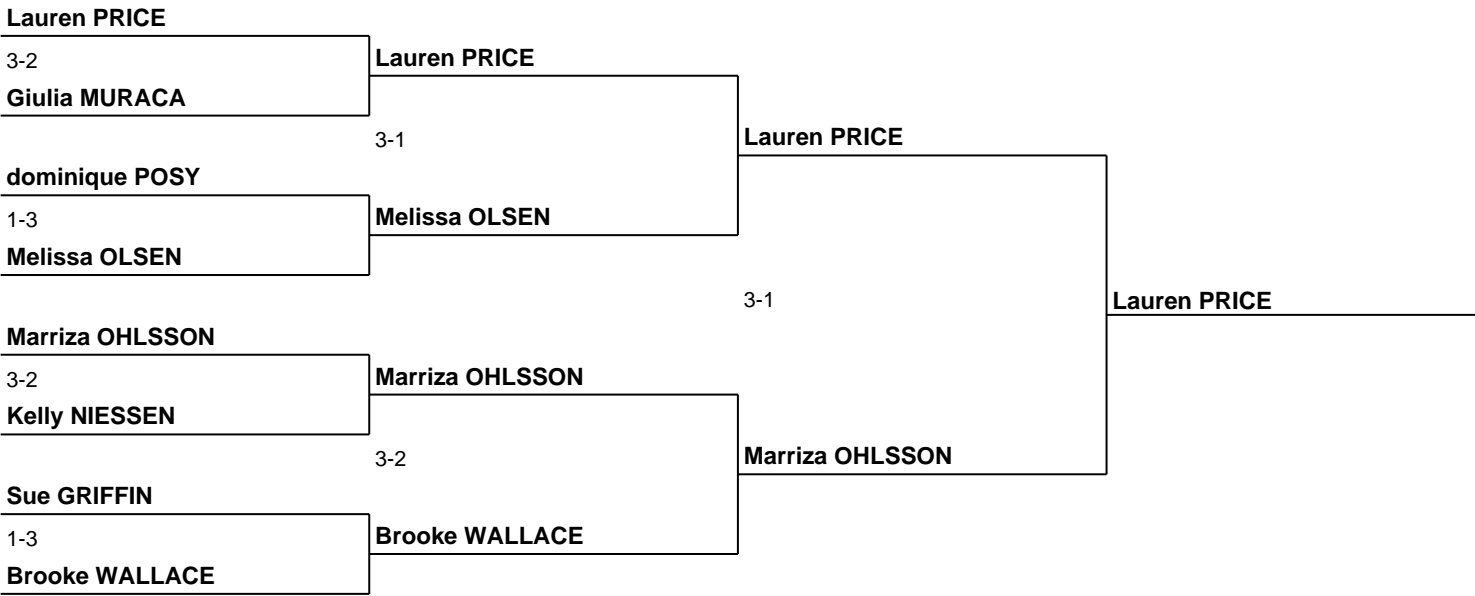 Lauren PRICE
3-2
Lauren PRICE
Giulia MURACA
3-1
Lauren PRICE
dominique POSY
1-3
Melissa OLSEN
Melissa OLSEN
3-1
Lauren PRICE
Marriza OHLSSON
3-2
Marriza OHLSSON
Kelly NIESSEN
3-2
Marriza OHLSSON
Sue GRIFFIN
1-3
Brooke WALLACE
Brooke WALLACE